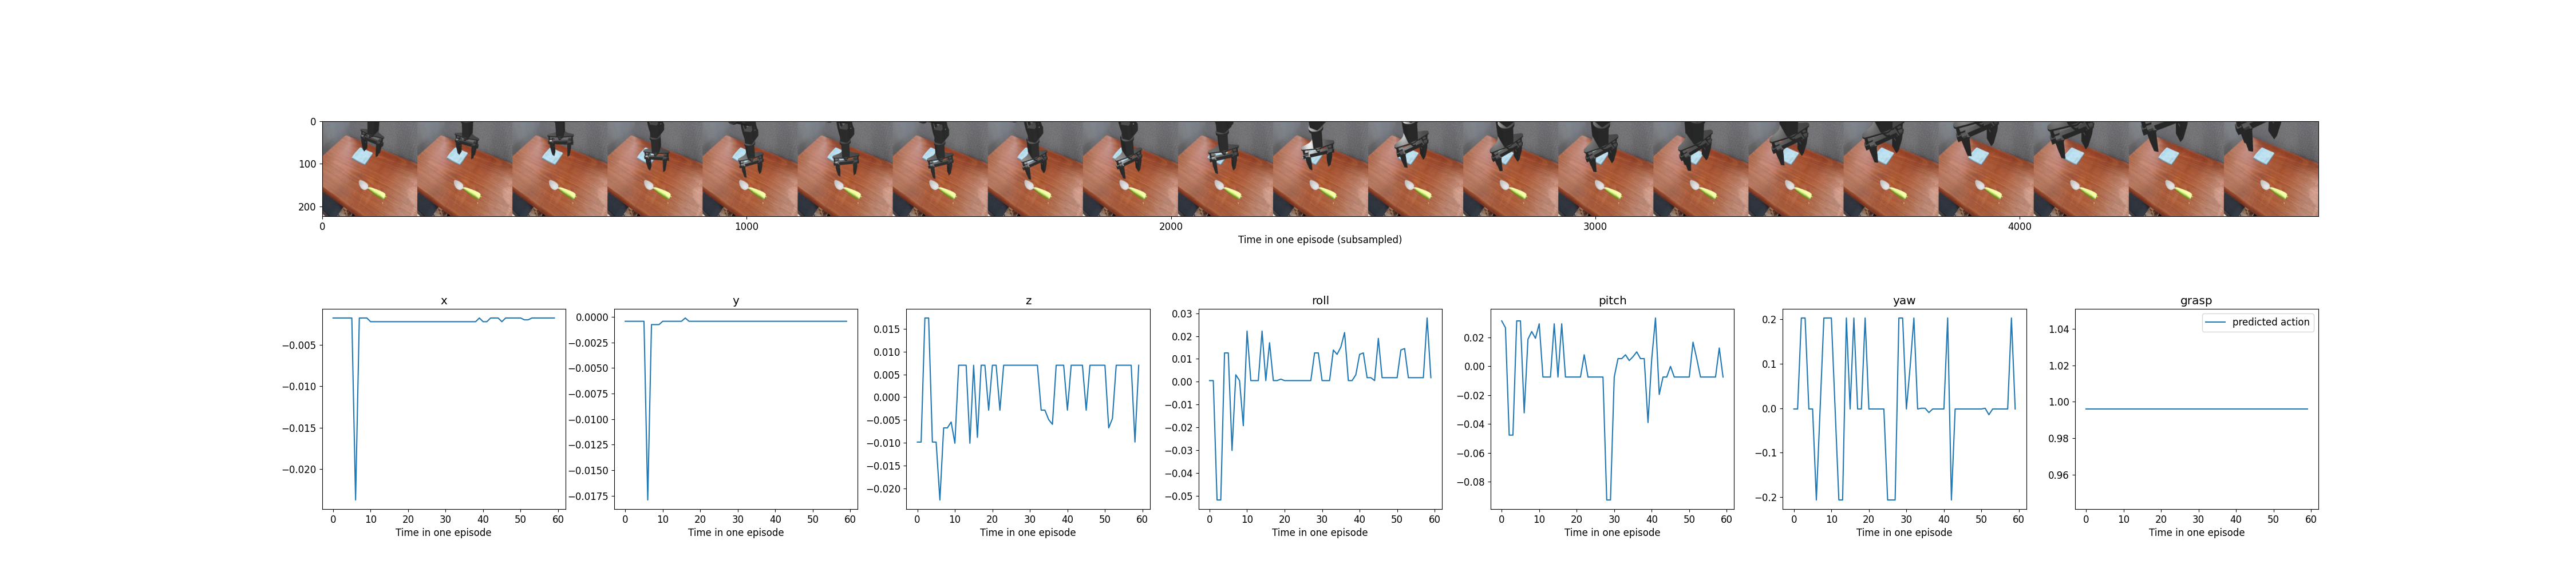 0
100
200
0 1000 2000 3000 4000
Time in one episode (subsampled)
x y z roll pitch yaw grasp
−0.005
−0.010
−0.015
−0.020
0 10 20 30 40 50 60
Time in one episode
0.0000
−0.0025
−0.0050
−0.0075
−0.0100
−0.0125
−0.0150
−0.0175
0 10 20 30 40 50 60
Time in one episode
0.015
0.010
0.005
0.000
−0.005
−0.010
−0.015
−0.020
0 10 20 30 40 50 60
Time in one episode
0.03
0.02
0.01
0.00
−0.01
−0.02
−0.03
−0.04
−0.05
0 10 20 30 40 50 60
Time in one episode
0.02
0.00
−0.02
−0.04
−0.06
−0.08
0 10 20 30 40 50 60
Time in one episode
0.2
0.1
0.0
−0.1
−0.2
0 10 20 30 40 50 60
Time in one episode
predicted action
1.04
1.02
1.00
0.98
0.96
0 10 20 30 40 50 60
Time in one episode